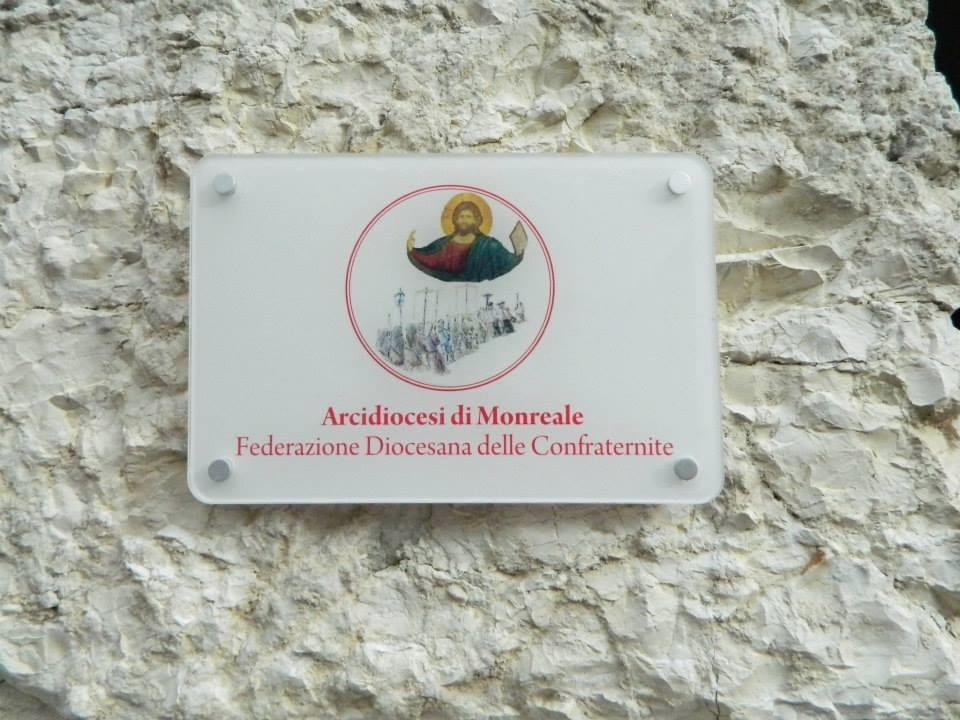 Arcidiocesi di Monreale
Federazione Diocesana delle Confraternite